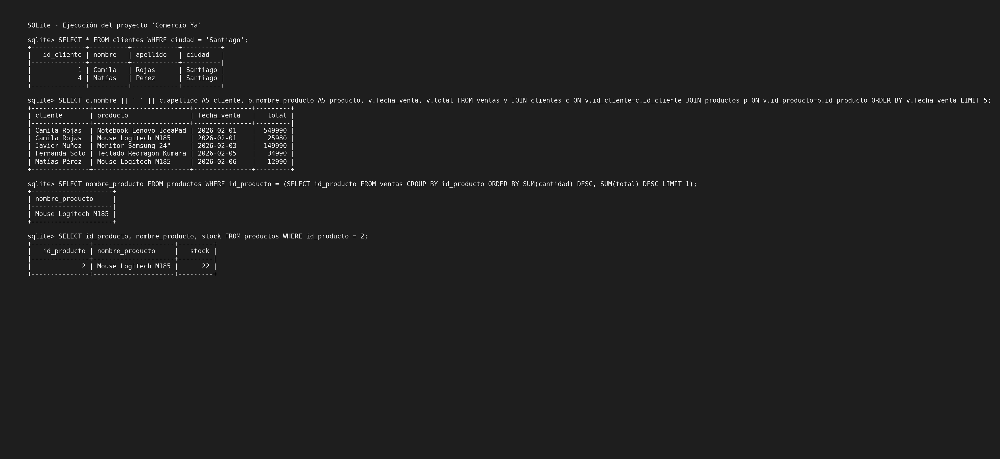 SQLite - Ejecución del proyecto 'Comercio Ya'

sqlite> SELECT * FROM clientes WHERE ciudad = 'Santiago';
+--------------+----------+------------+----------+
|   id_cliente | nombre   | apellido   | ciudad   |
|--------------+----------+------------+----------|
|            1 | Camila   | Rojas      | Santiago |
|            4 | Matías   | Pérez      | Santiago |
+--------------+----------+------------+----------+

sqlite> SELECT c.nombre || ' ' || c.apellido AS cliente, p.nombre_producto AS producto, v.fecha_venta, v.total FROM ventas v JOIN clientes c ON v.id_cliente=c.id_cliente JOIN productos p ON v.id_producto=p.id_producto ORDER BY v.fecha_venta LIMIT 5;
+---------------+-------------------------+---------------+---------+
| cliente       | producto                | fecha_venta   |   total |
|---------------+-------------------------+---------------+---------|
| Camila Rojas  | Notebook Lenovo IdeaPad | 2026-02-01    |  549990 |
| Camila Rojas  | Mouse Logitech M185     | 2026-02-01    |   25980 |
| Javier Muñoz  | Monitor Samsung 24"     | 2026-02-03    |  149990 |
| Fernanda Soto | Teclado Redragon Kumara | 2026-02-05    |   34990 |
| Matías Pérez  | Mouse Logitech M185     | 2026-02-06    |   12990 |
+---------------+-------------------------+---------------+---------+

sqlite> SELECT nombre_producto FROM productos WHERE id_producto = (SELECT id_producto FROM ventas GROUP BY id_producto ORDER BY SUM(cantidad) DESC, SUM(total) DESC LIMIT 1);
+---------------------+
| nombre_producto     |
|---------------------|
| Mouse Logitech M185 |
+---------------------+

sqlite> SELECT id_producto, nombre_producto, stock FROM productos WHERE id_producto = 2;
+---------------+---------------------+---------+
|   id_producto | nombre_producto     |   stock |
|---------------+---------------------+---------|
|             2 | Mouse Logitech M185 |      22 |
+---------------+---------------------+---------+